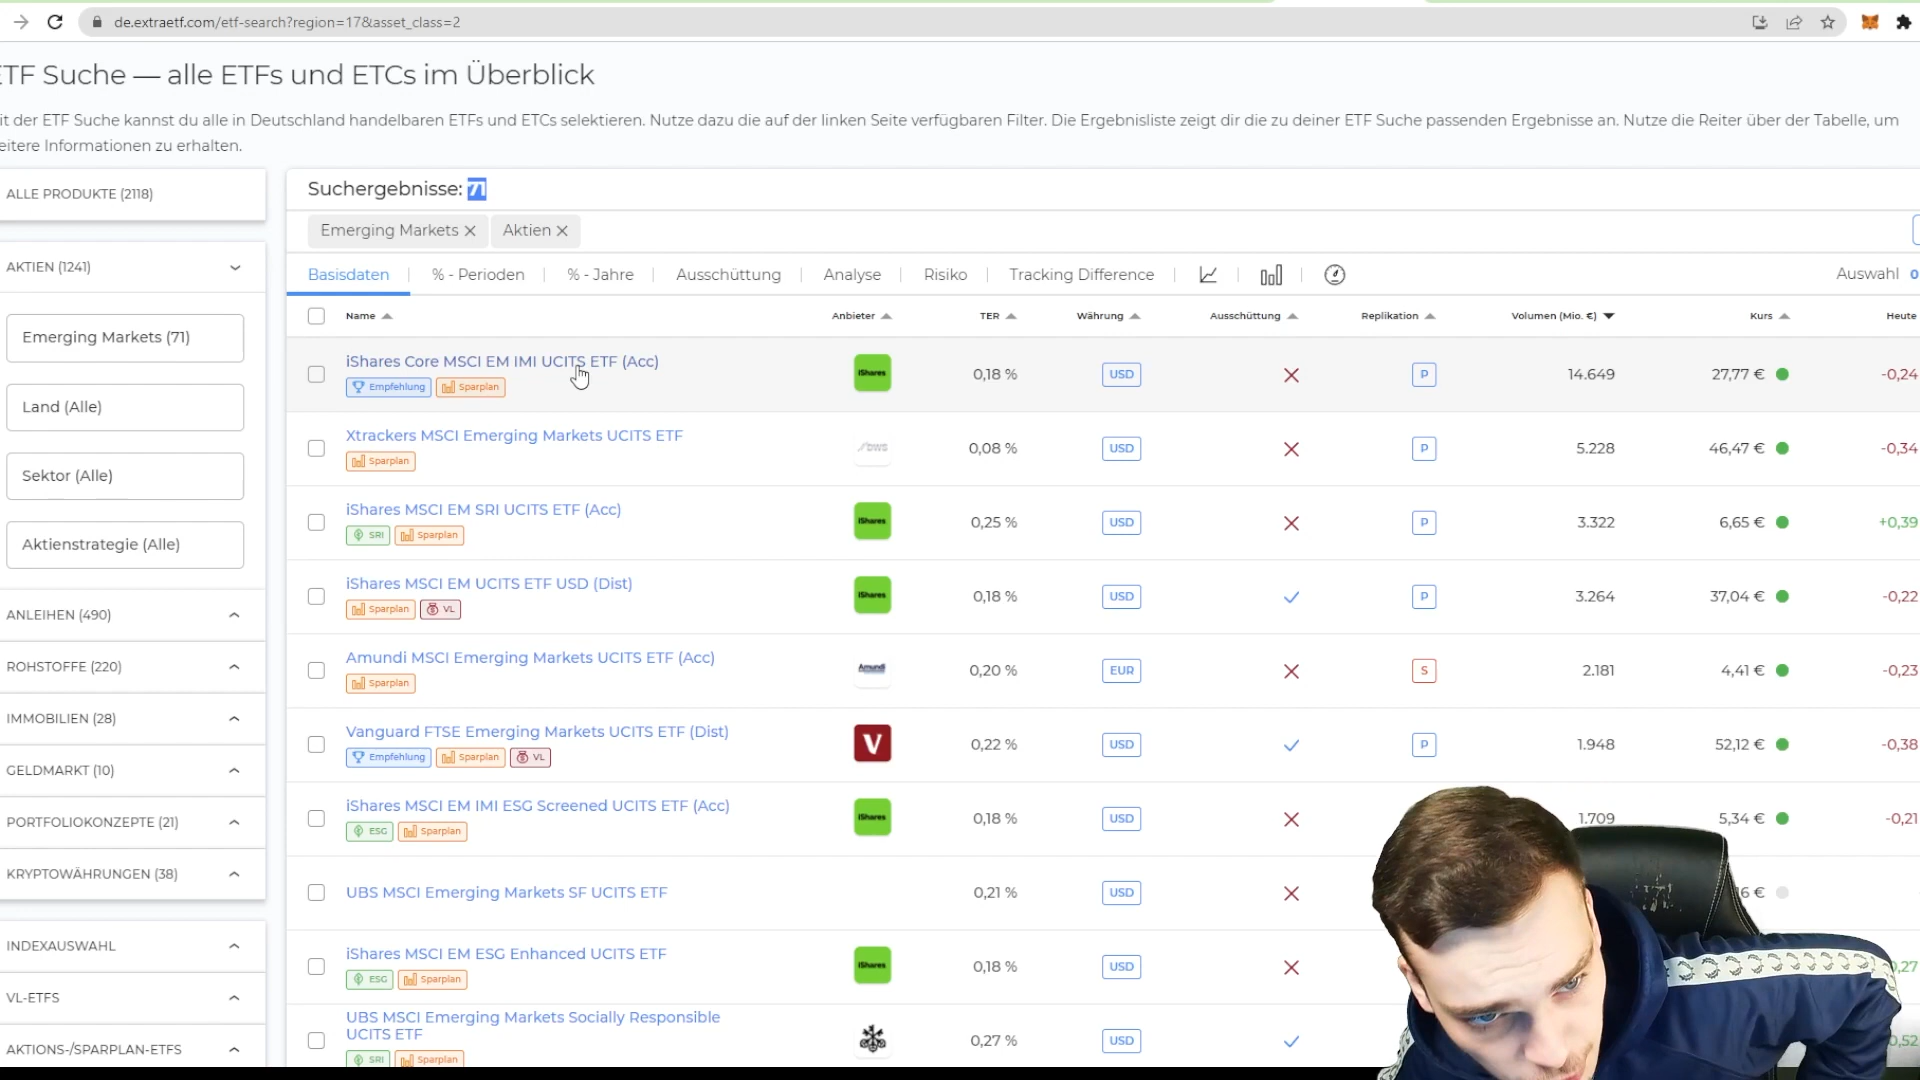 de.extraetf.com/etf-search?region=17&asset_class=2
ETF Suche — alle ETFs und ETCs im Überblick
it der ETF Suche kannst du alle in Deutschland handelbaren ETFs und ETCs selektieren. Nutze dazu die auf der linken Seite verfügbaren Filter. Die Ergebnisliste zeigt dir die zu deiner ETF Suche passenden Ergebnisse an. Nutze die Reiter über der Tabelle, um
eitere Informationen zu erhalten.
ALLE PRODUKTE (2118)
AKTIEN (1241)
Emerging Markets (71)
Land (Alle)
Sektor (Alle)
Aktienstrategie (Alle)
ANLEIHEN (490)
ROHSTOFFE (220)
IMMOBILIEN (28)
GELDMARKT (10)
PORTFOLIOKONZEPTE (21)
KRYPTOWÄHRUNGEN (38)
INDEXAUSWAHL
VL-ETFS
AKTIONS-/SPARPLAN-ETFS
Suchergebnisse: 71
Emerging Markets × Aktien ×
Basisdaten | % - Perioden | % - Jahre | Ausschüttung | Analyse | Risiko | Tracking Difference Auswahl 0
Name Anbieter TER Währung Ausschüttung Replikation Volumen (Mio. €) Kurs Heute
iShares Core MSCI EM IMI UCITS ETF (Acc) iShares 0,18 % USD P 14.649 27,77 € -0,24
Empfehlung Sparplan
Xtrackers MSCI Emerging Markets UCITS ETF DWS 0,08 % USD P 5.228 46,47 € -0,34
Sparplan
iShares MSCI EM SRI UCITS ETF (Acc) iShares 0,25 % USD P 3.322 6,65 € +0,39
SRI Sparplan
iShares MSCI EM UCITS ETF USD (Dist) iShares 0,18 % USD P 3.264 37,04 € -0,22
Sparplan VL
Amundi MSCI Emerging Markets UCITS ETF (Acc) Amundi 0,20 % EUR S 2.181 4,41 € -0,23
Sparplan
Vanguard FTSE Emerging Markets UCITS ETF (Dist) V 0,22 % USD P 1.948 52,12 € -0,38
Empfehlung Sparplan VL
iShares MSCI EM IMI ESG Screened UCITS ETF (Acc) iShares 0,18 % USD 1.709 5,34 € -0,21
ESG Sparplan
UBS MSCI Emerging Markets SF UCITS ETF 0,21 % USD 6 €
iShares MSCI EM ESG Enhanced UCITS ETF iShares 0,18 % USD 0,27
ESG Sparplan
UBS MSCI Emerging Markets Socially Responsible
UCITS ETF 0,27 % USD 0,52
SRI Sparplan